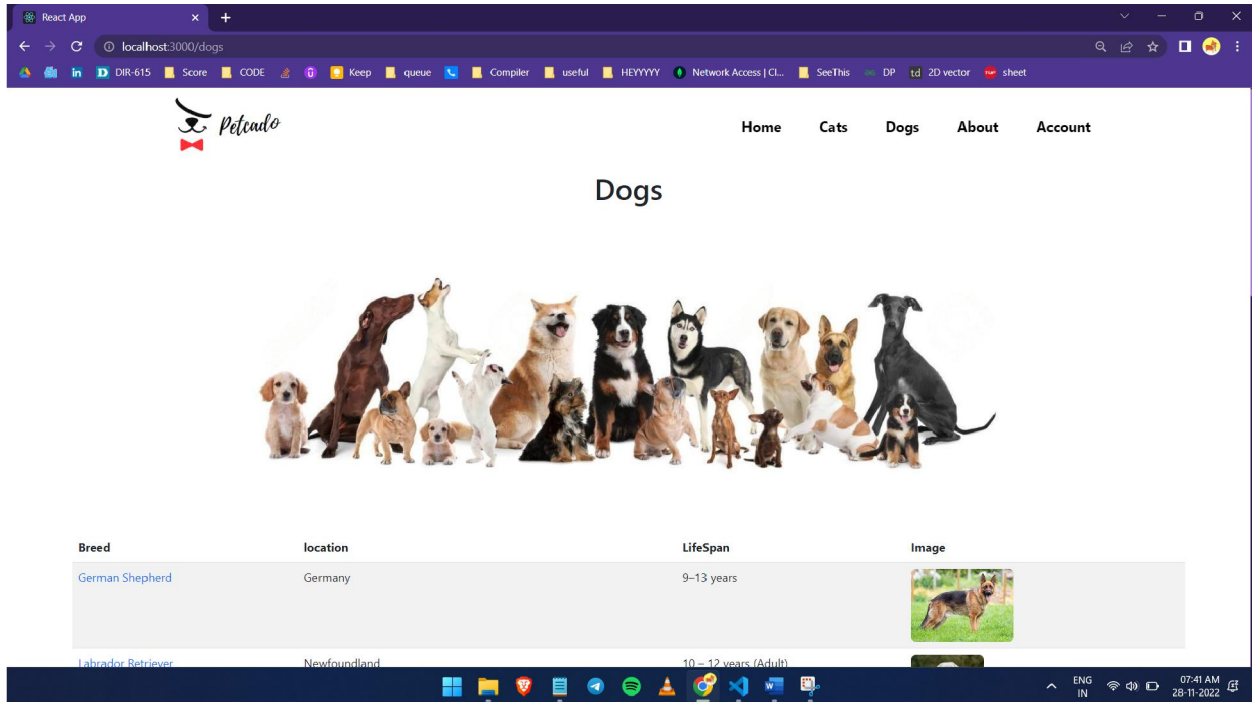 React App
localhost:3000/dogs
DIR-615 Score CODE Keep queue Compiler useful HEYYYYY Network Access | Cl... SeeThis DP td 2D vector sheet
Petcado
Home Cats Dogs About Account
Dogs
Breed location LifeSpan Image
German Shepherd Germany 9–13 years
Labrador Retriever Newfoundland 10 – 12 years (Adult)
ENG 07:41 AM
IN 28-11-2022